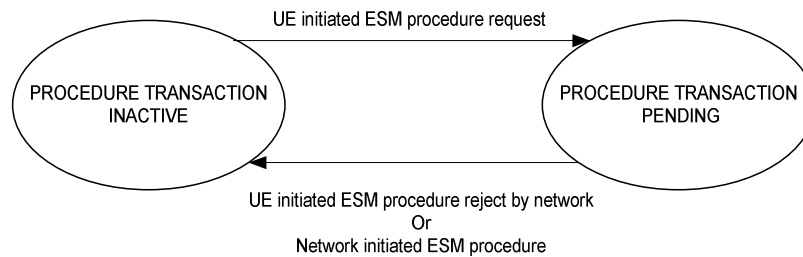 UE initiated ESM procedure request
PROCEDURE TRANSACTION
INACTIVE
PROCEDURE TRANSACTION
PENDING
UE initiated ESM procedure reject by network
Or
Network initiated ESM procedure